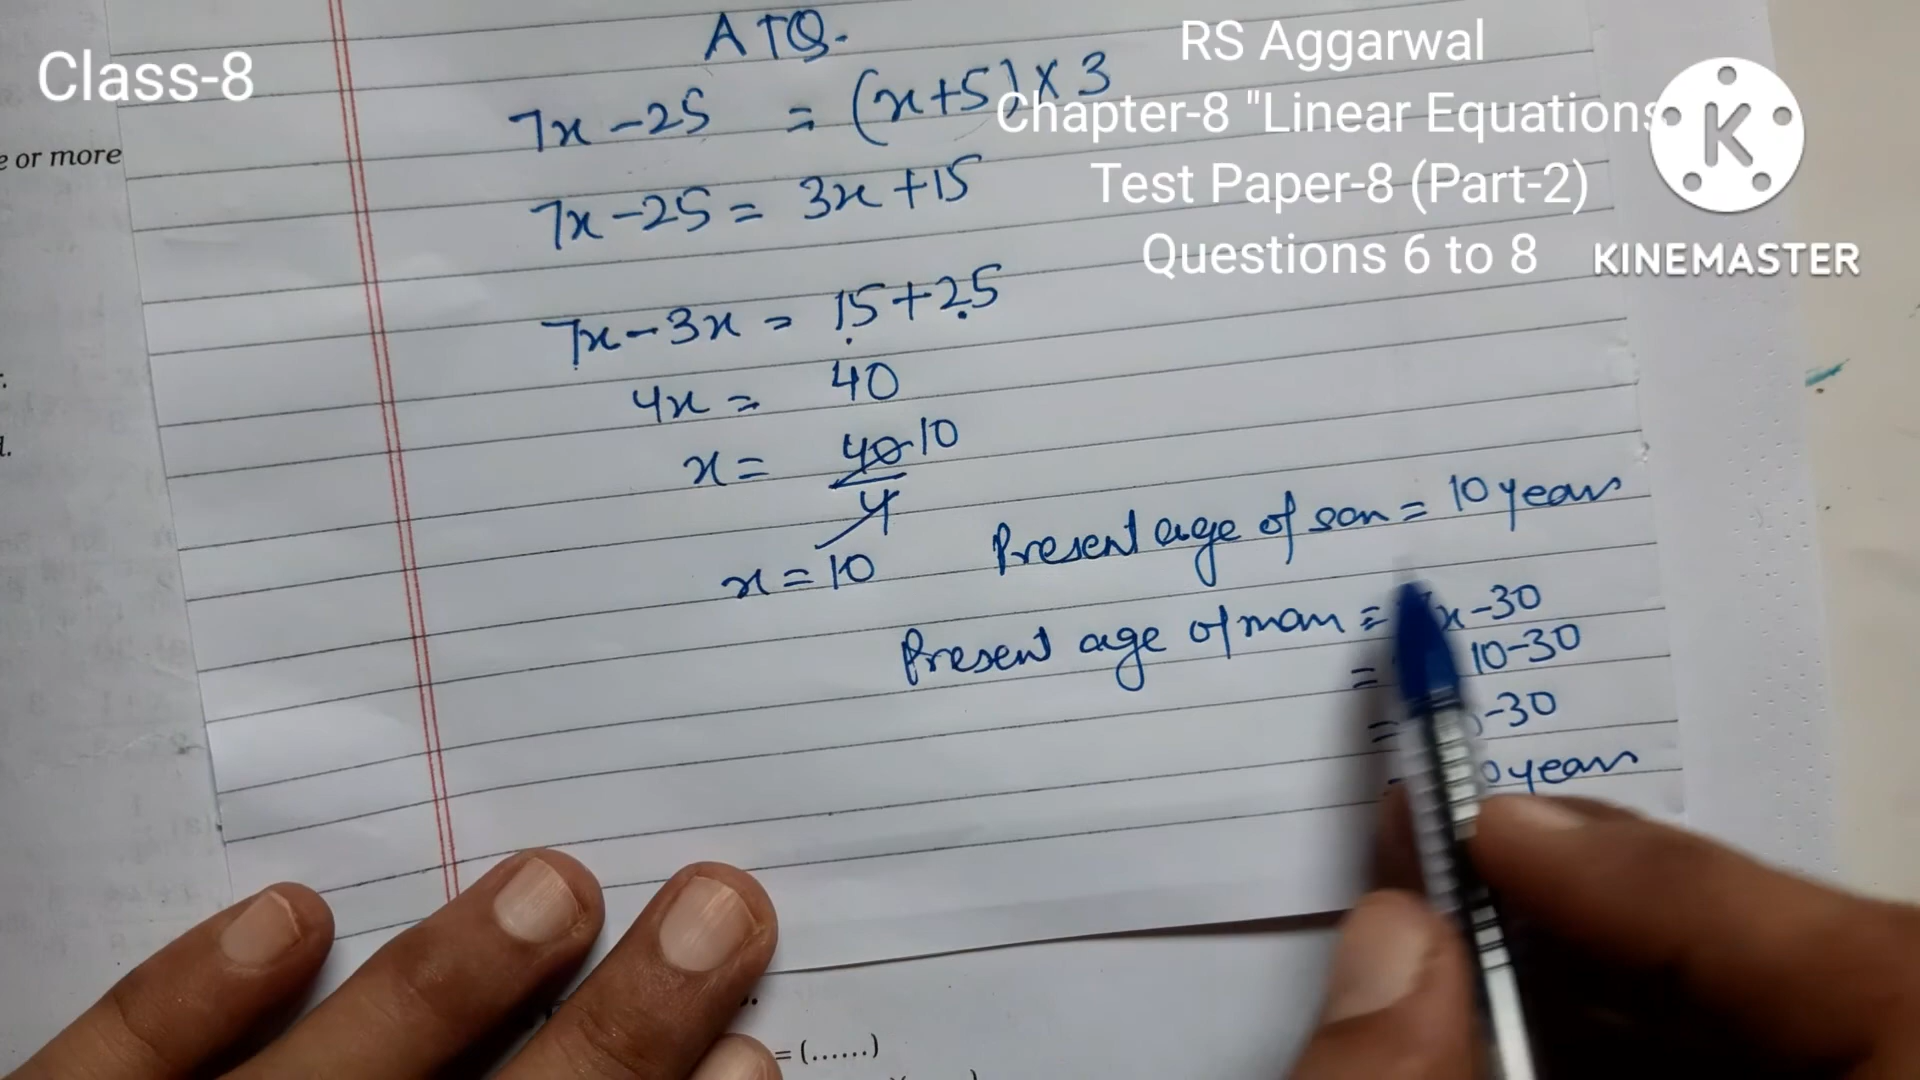 Class-8
RS Aggarwal
Chapter-8 "Linear Equations
Test Paper-8 (Part-2)
Questions 6 to 8
K
KINEMASTER
e or more
ATQ.
7x - 25 = (x+5) × 3
7x - 25 = 3x + 15
7x - 3x = 15 + 25
4x = 40
x = 40/4 10
x = 10
Present age of son = 10 years
Present age of man = x - 30
= 10 - 30
= - 30
0 years
= (......)